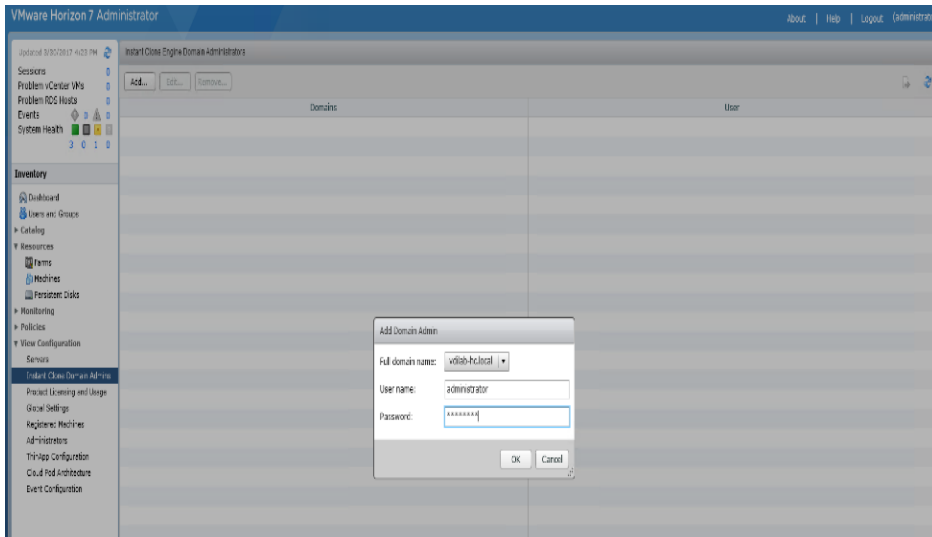 VMware Horizon 7 Administrator
About | Help | Logout (administrato
Updated 3/30/2017 4:23 PM
Instant Clone Engine Domain Administrators
Sessions 0
Problem vCenter VMs 0
Problem RDS Hosts 0
Events 0 0
System Health
3 0 1 0
Add... Edit... Remove...
Domains User
Inventory
Dashboard
Users and Groups
Catalog
Resources
Farms
Machines
Persistent Disks
Monitoring
Policies
View Configuration
Servers
Instant Clone Domain Admins
Product Licensing and Usage
Global Settings
Registered Machines
Administrators
ThinApp Configuration
Cloud Pod Architecture
Event Configuration
Add Domain Admin
Full domain name: vdilab-hc.local
User name: administrator
Password: ********
OK Cancel